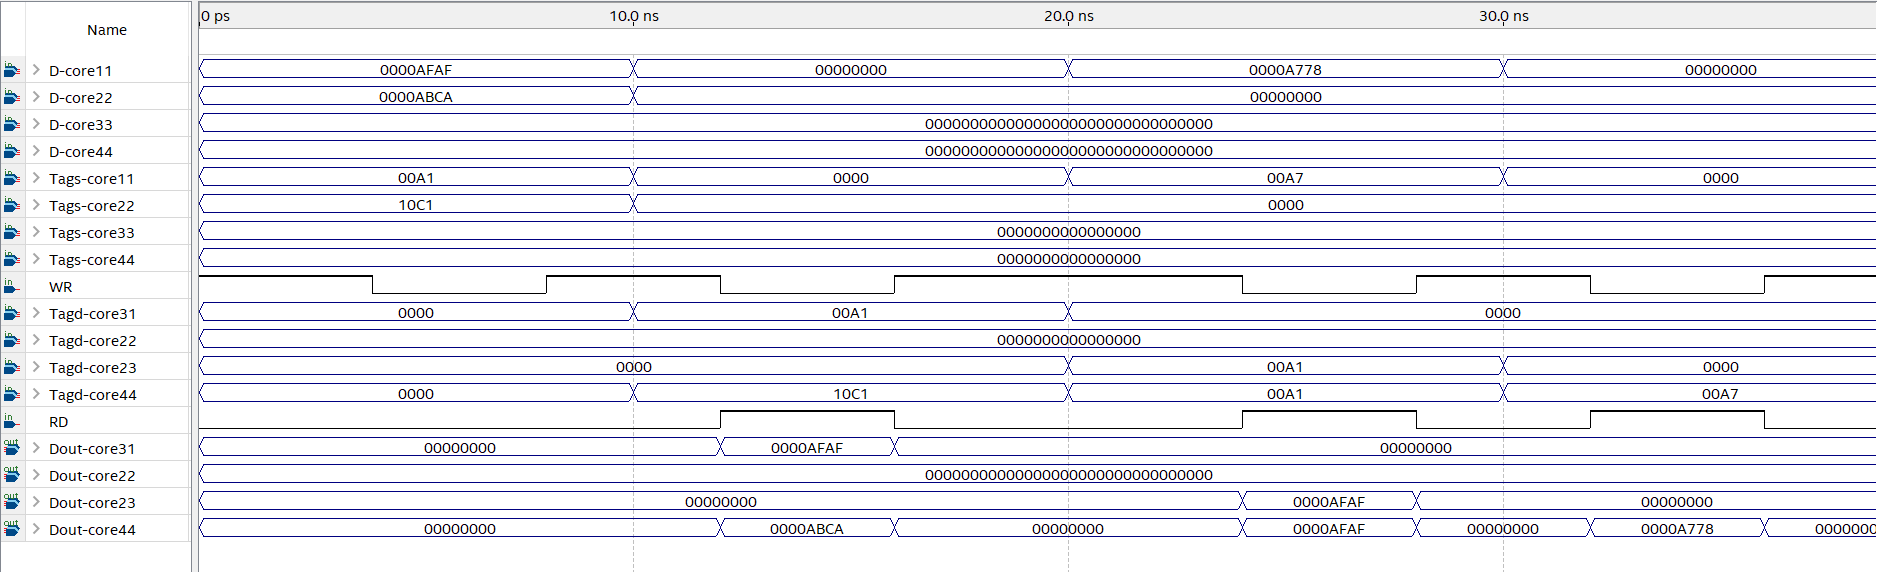 0 ps 10.0 ns 20.0 ns 30.0 ns
Name
D-core11 0000AFAF 00000000 0000A778 00000000
D-core22 0000ABCA 00000000
D-core33 00000000000000000000000000000000
D-core44 00000000000000000000000000000000
Tags-core11 00A1 0000 00A7 0000
Tags-core22 10C1 0000
Tags-core33 0000000000000000
Tags-core44 0000000000000000
WR
Tagd-core31 0000 00A1 0000
Tagd-core22 0000000000000000
Tagd-core23 0000 00A1 0000
Tagd-core44 0000 10C1 00A1 00A7
RD
Dout-core31 00000000 0000AFAF 00000000
Dout-core22 00000000000000000000000000000000
Dout-core23 00000000 0000AFAF 00000000
Dout-core44 00000000 0000ABCA 00000000 0000AFAF 00000000 0000A778 0000000